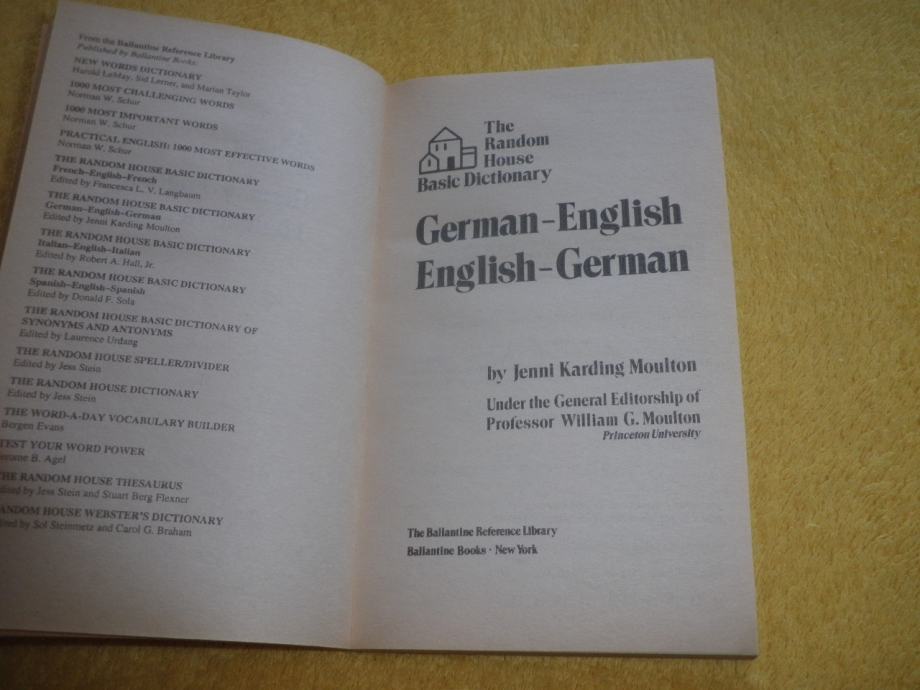 From the Ballantine Reference Library
Published by Ballantine Books:
NEW WORDS DICTIONARY
Harold LeMay, Sid Lerner, and Marian Taylor
1000 MOST CHALLENGING WORDS
Norman W. Schur
1000 MOST IMPORTANT WORDS
Norman W. Schur
PRACTICAL ENGLISH: 1000 MOST EFFECTIVE WORDS
Norman W. Schur
THE RANDOM HOUSE BASIC DICTIONARY
French–English–French
Edited by Francesca L. V. Langbaum
THE RANDOM HOUSE BASIC DICTIONARY
German–English–German
Edited by Jenni Karding Moulton
THE RANDOM HOUSE BASIC DICTIONARY
Italian–English–Italian
Edited by Robert A. Hall, Jr.
THE RANDOM HOUSE BASIC DICTIONARY
Spanish–English–Spanish
Edited by Donald F. Sola
THE RANDOM HOUSE BASIC DICTIONARY OF
SYNONYMS AND ANTONYMS
Edited by Laurence Urdang
THE RANDOM HOUSE SPELLER/DIVIDER
Edited by Jess Stein
THE RANDOM HOUSE DICTIONARY
Edited by Jess Stein
THE WORD-A-DAY VOCABULARY BUILDER
Bergen Evans
TEST YOUR WORD POWER
erome B. Agel
HE RANDOM HOUSE THESAURUS
dited by Jess Stein and Stuart Berg Flexner
ANDOM HOUSE WEBSTER'S DICTIONARY
ited by Sol Steinmetz and Carol G. Braham
The
Random
House
Basic Dictionary
German–English
English–German
by Jenni Karding Moulton
Under the General Editorship of
Professor William G. Moulton
Princeton University
The Ballantine Reference Library
Ballantine Books · New York